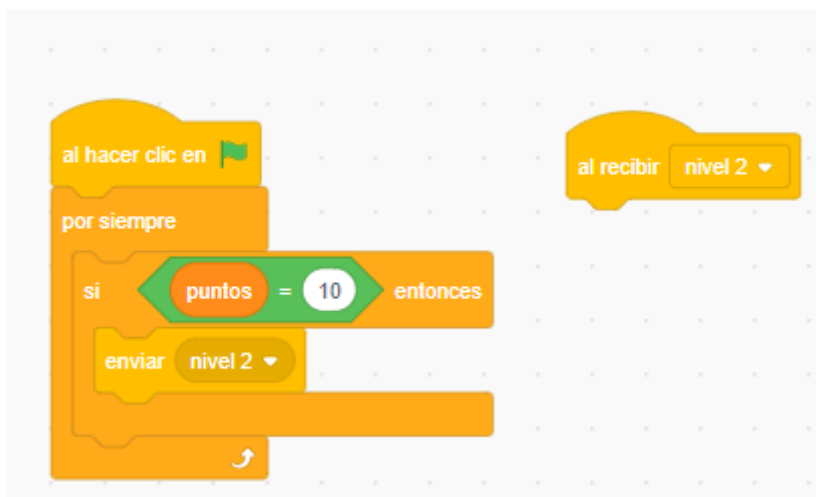 al hacer clic en
por siempre
si puntos = 10 entonces
enviar nivel 2
al recibir nivel 2